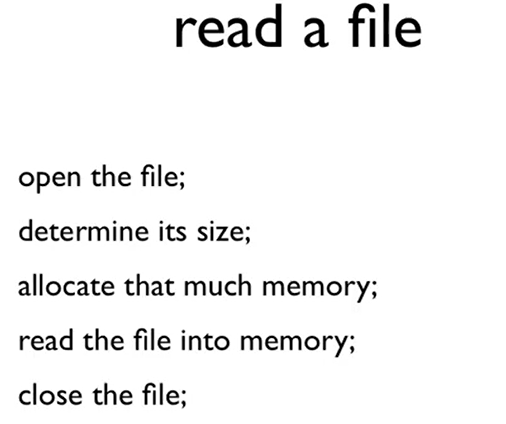 read a file
open the file;
determine its size;
allocate that much memory;
read the file into memory;
close the file;